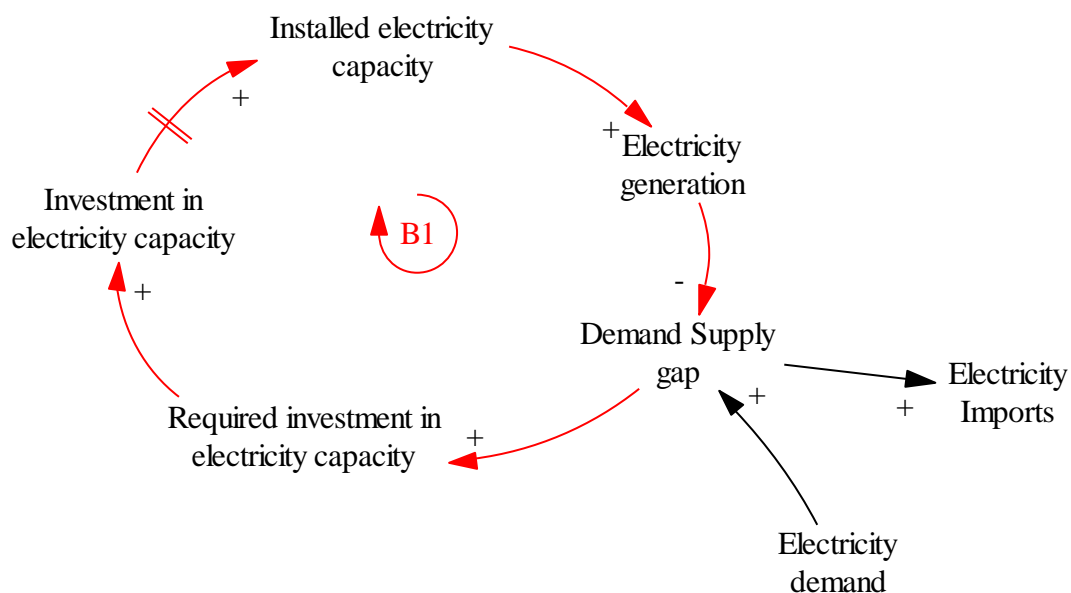 Installed electricity
capacity
+
+
Electricity
generation
Investment in
electricity capacity
B1
+
-
Demand Supply
gap
Electricity
Imports
+
+
Required investment in
electricity capacity
+
Electricity
demand